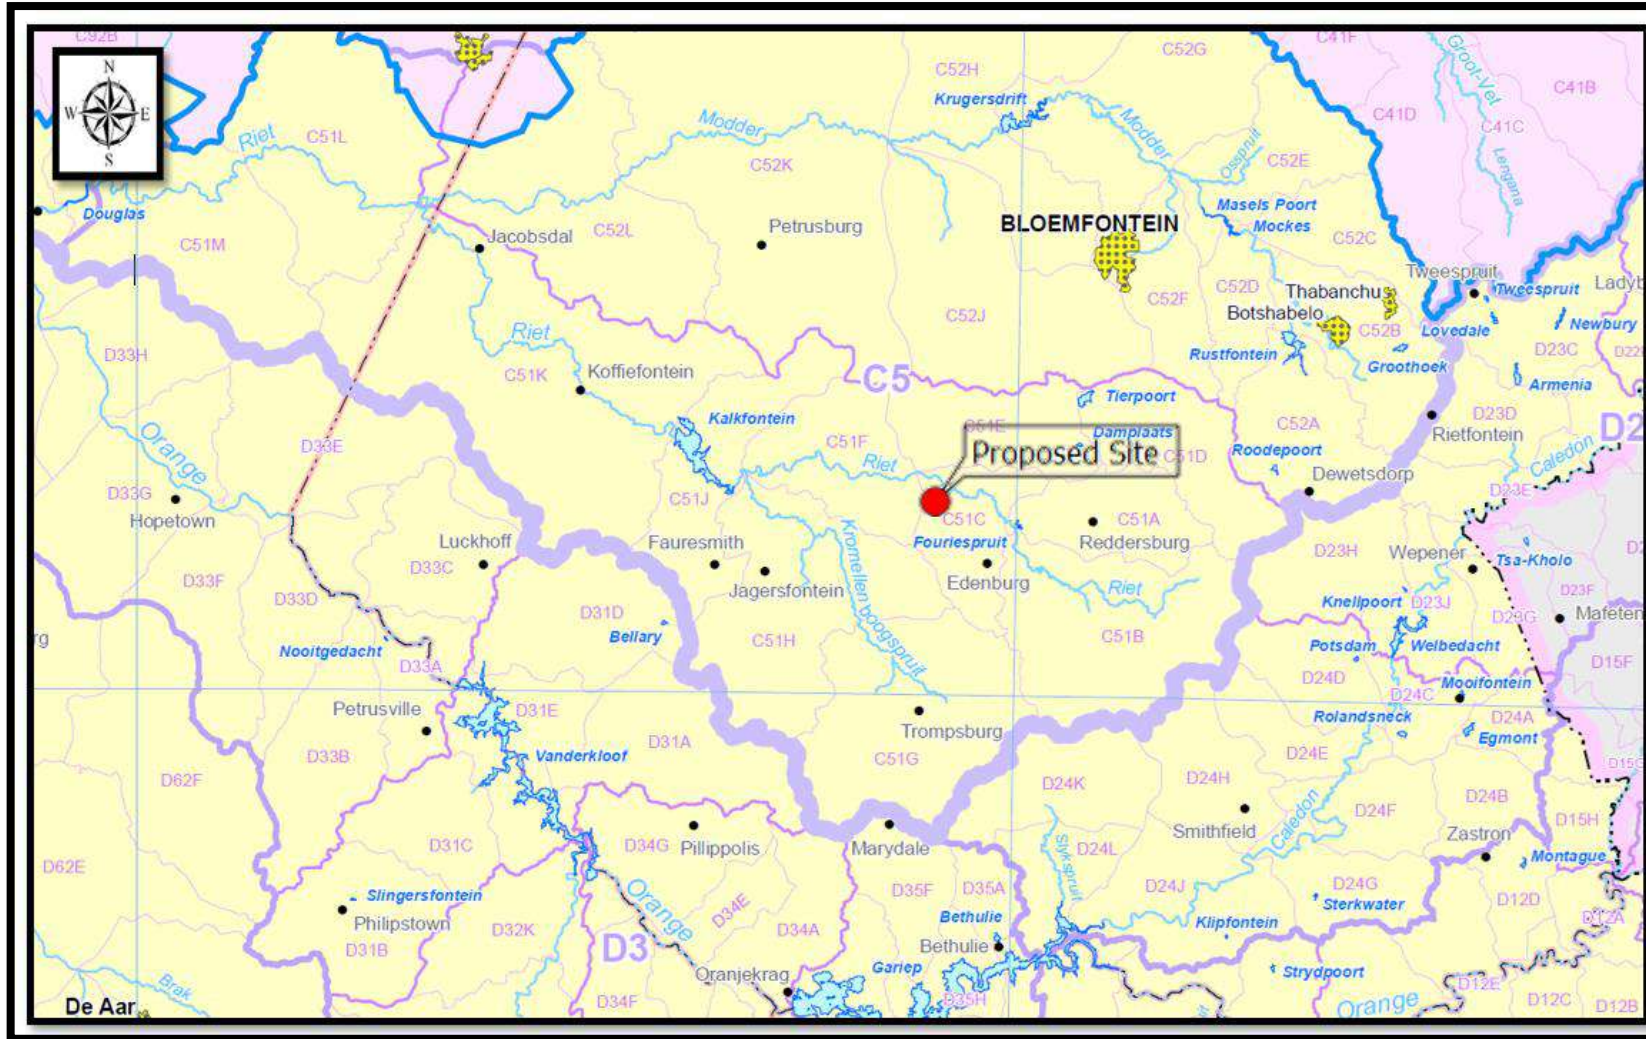 C92B
C52G
C41F
N
W
E
S
C52H
Groot-Vet
C41B
Krugersdrift
C41D
Riet
C51L
Modder
Modder
C41C
Osspruit
C52E
Lengana
C52K
Douglas
Masels Poort
C51M
Jacobsdal
C52L
Petrusburg
BLOEMFONTEIN
Mockes
C52C
Tweespruit
Thabanchu
C52D
Tweespruit
Ladyb
C52F
Botshabelo
C52J
C52B
Lovedale
Newbury
Riet
D33H
Rustfontein
D23C
Groothoek
C51K
Koffiefontein
C5
Armenia
Tierpoort
Kalkfontein
C51E
D23D
C52A
Rietfontein
D2
Orange
D33E
C51F
Damplaats
Proposed Site
C51D
Roodepoort
Riet
Caledon
Dewetsdorp
D33G
C51J
D23E
Hopetown
C51C
C51A
Luckhoff
Fauresmith
Fouriespruit
Reddersburg
D23H
Wepener
Tsa-Kholo
D33F
D33C
Jagersfontein
Kromellenboogspruit
Edenburg
D33D
D31D
Riet
Knellpoort
D23J
D23F
rg
Nooitgedacht
Bellary
C51H
C51B
D23G
Mafeten
D33A
Potsdam
Welbedacht
D15F
D24D
Mooifontein
Petrusville
D31E
D24C
Trompsburg
Rolandsneck
D24A
Egmont
D33B
Vanderkloof
D31A
C51G
D24E
D15G
D62F
D24K
D24H
D24B
D31C
D34G
Pillippolis
Marydale
Slykspruit
Smithfield
Caledon
D24F
D15H
D62E
D24L
Zastron
Montague
Slingersfontein
Orange
D34E
D35F
D35A
D24J
D24G
Sterkwater
D12D
Philipstown
D32K
D34A
Bethulie
Klipfontein
D12A
D31B
D3
Bethulie
Oranjekrag
Gariep
Strydpoort
Brak
D12E
De Aar
D34F
D35H
Orange
D12C
D12B